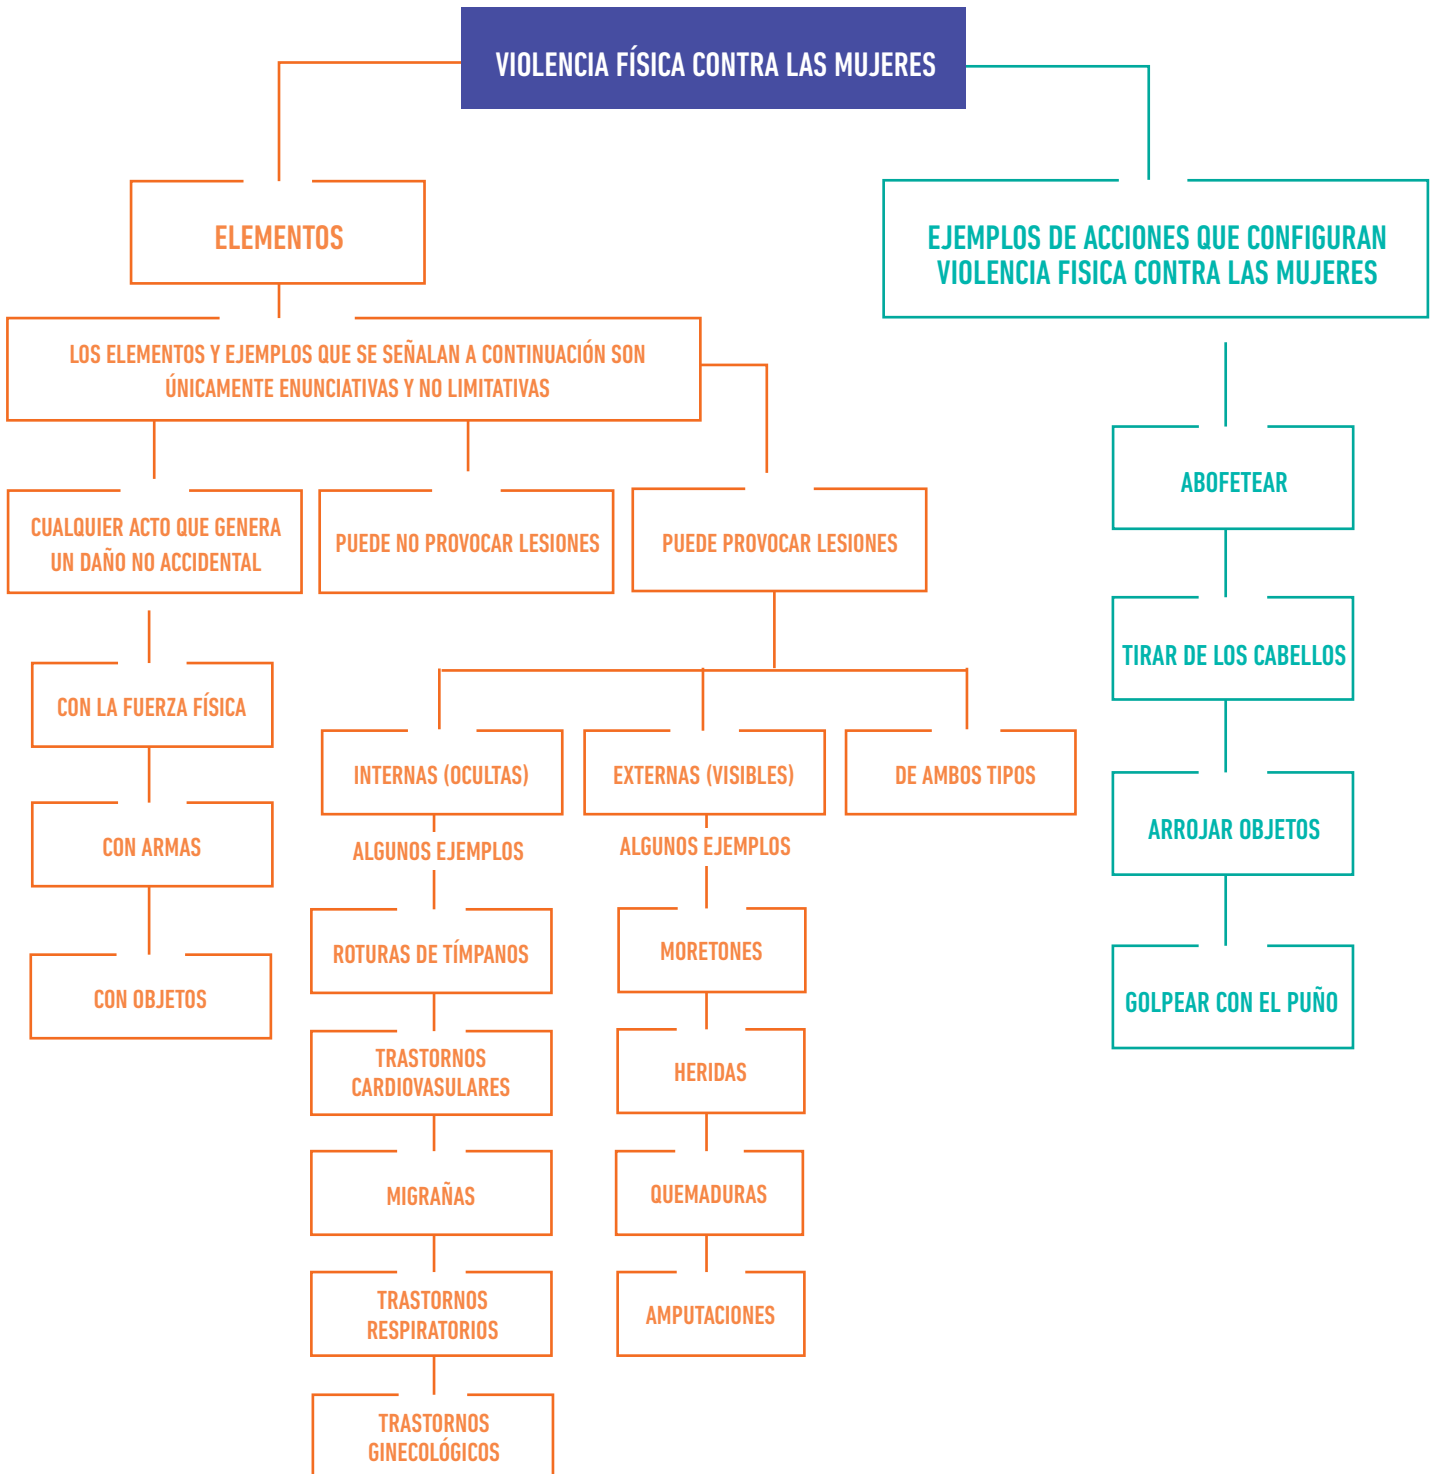 VIOLENCIA FÍSICA CONTRA LAS MUJERES
ELEMENTOS
LOS ELEMENTOS Y EJEMPLOS QUE SE SEÑALAN A CONTINUACIÓN SON
ÚNICAMENTE ENUNCIATIVAS Y NO LIMITATIVAS
CUALQUIER ACTO QUE GENERA
UN DAÑO NO ACCIDENTAL
CON LA FUERZA FÍSICA
CON ARMAS
CON OBJETOS
PUEDE NO PROVOCAR LESIONES
PUEDE PROVOCAR LESIONES
INTERNAS (OCULTAS)
ALGUNOS EJEMPLOS
ROTURAS DE TÍMPANOS
TRASTORNOS
CARDIOVASULARES
MIGRAÑAS
TRASTORNOS
RESPIRATORIOS
TRASTORNOS
GINECOLÓGICOS
EXTERNAS (VISIBLES)
ALGUNOS EJEMPLOS
MORETONES
HERIDAS
QUEMADURAS
AMPUTACIONES
DE AMBOS TIPOS
EJEMPLOS DE ACCIONES QUE CONFIGURAN
VIOLENCIA FISICA CONTRA LAS MUJERES
ABOFETEAR
TIRAR DE LOS CABELLOS
ARROJAR OBJETOS
GOLPEAR CON EL PUÑO